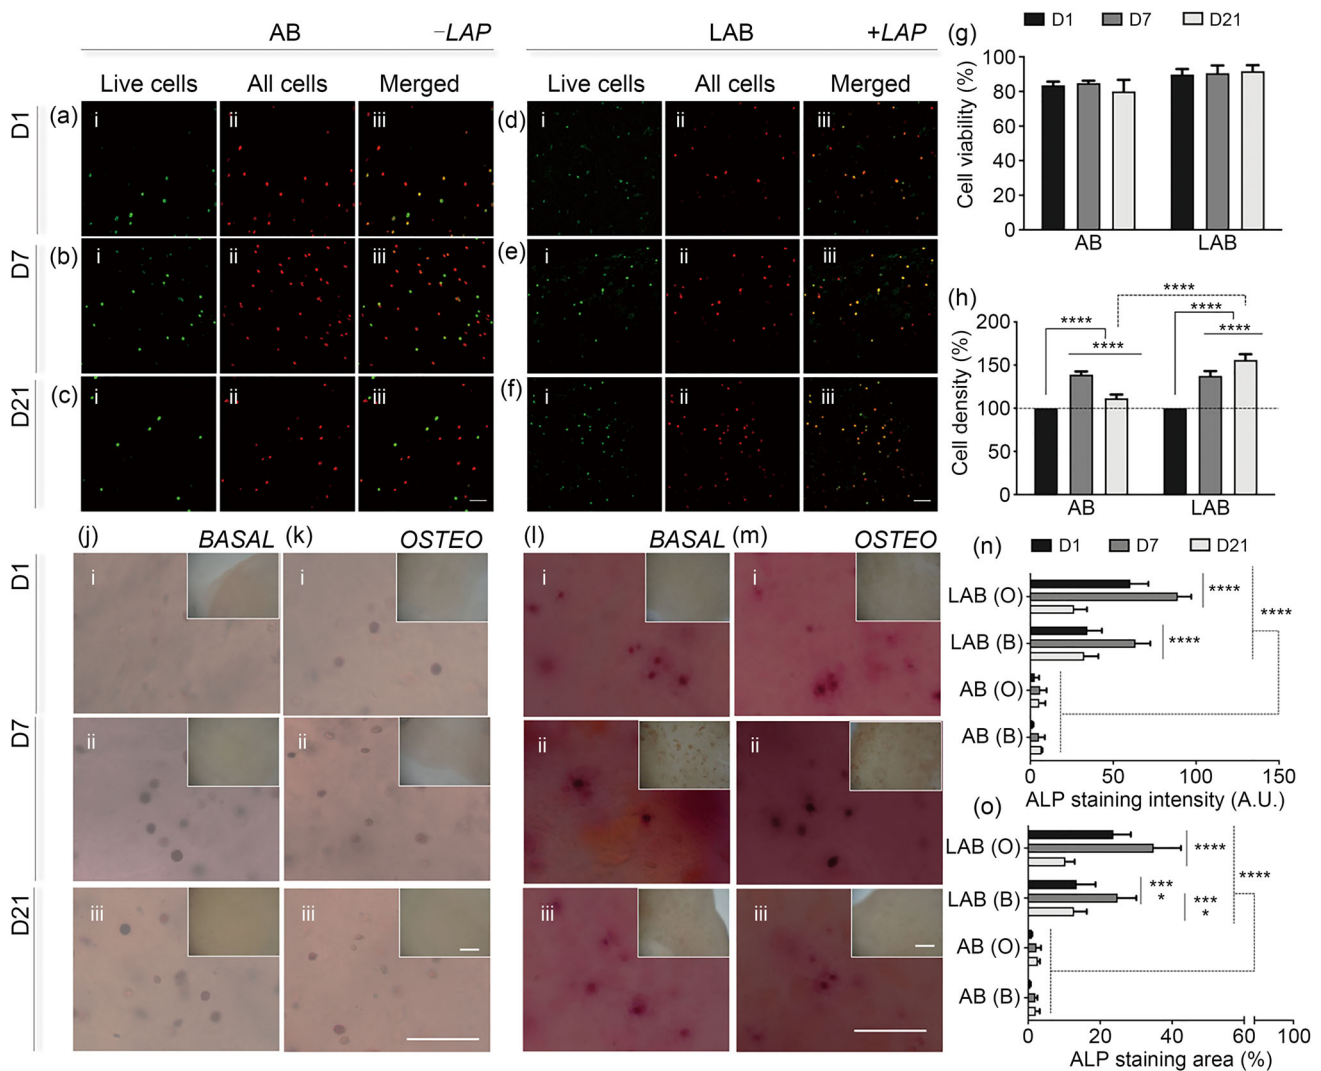 AB −LAP LAB +LAP
Live cells All cells Merged Live cells All cells Merged
D1 (a) i ii iii (d) i ii iii
D7 (b) i ii iii (e) i ii iii
D21 (c) i ii iii (f) i ii iii
(g) D1 D7 D21
Cell viability (%)
100
80
60
40
20
0
AB LAB
(h)
****
**** ****
**** ****
Cell density (%)
200
150
100
50
0
AB LAB
(j) BASAL (k) OSTEO (l) BASAL (m) OSTEO
D1 i i i i
D7 ii ii ii ii
D21 iii iii iii iii
(n) D1 D7 D21
LAB (O) ****
****
LAB (B) ****
AB (O)
AB (B)
0 50 100 150
ALP staining intensity (A.U.)
(o)
LAB (O) ****
****
LAB (B) *** *
*** *
AB (O)
AB (B)
0 20 40 60 100
ALP staining area (%)